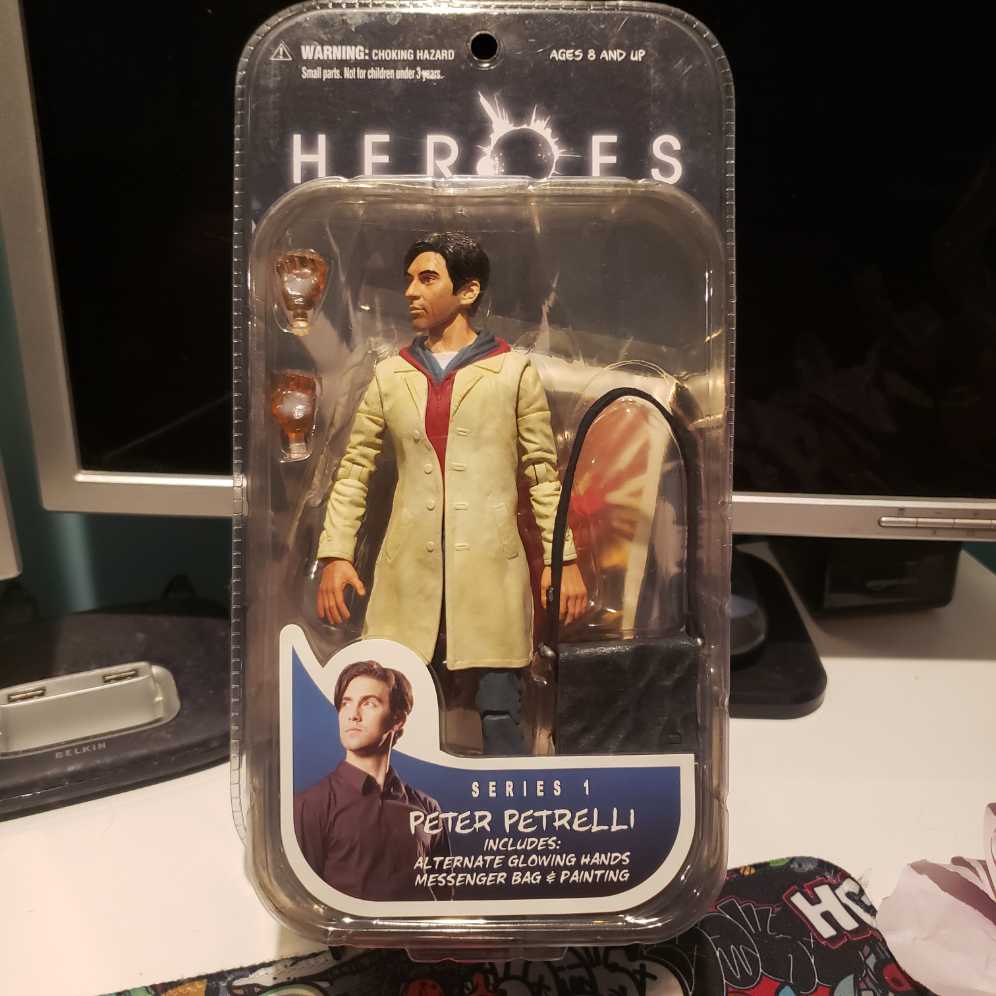 WARNING: CHOKING HAZARD
Small parts. Not for children under 3 years.
AGES 8 AND UP
HEROES
SERIES 1
PETER PETRELLI
INCLUDES:
ALTERNATE GLOWING HANDS
MESSENGER BAG & PAINTING
BELKIN